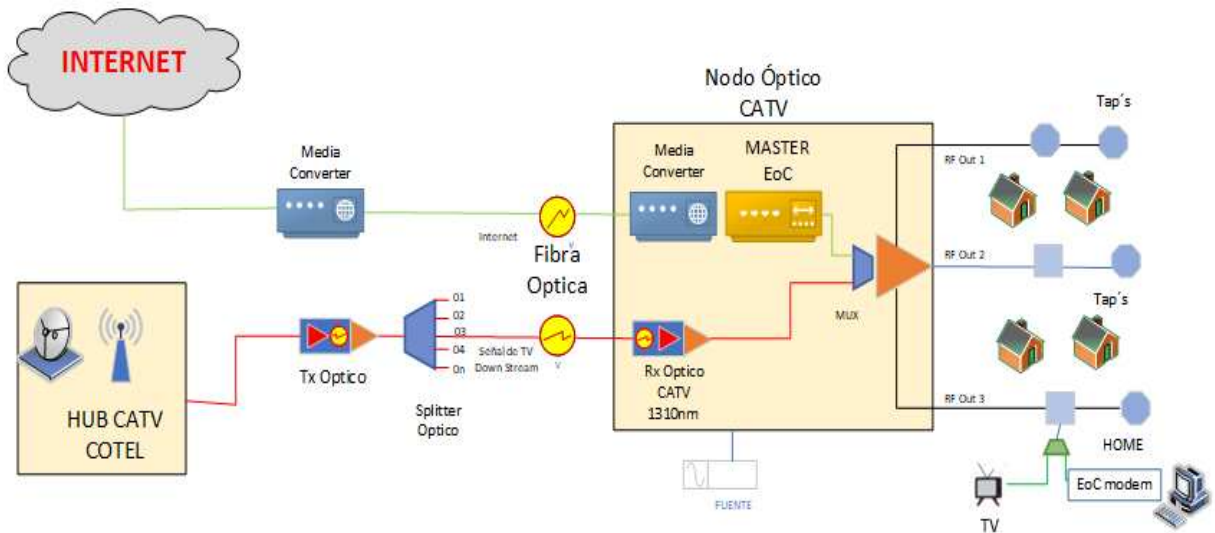 INTERNET
Nodo Óptico
CATV
Tap´s
Media
Converter
Media
Converter
MASTER
EoC
RF Out 1
Internet
Fibra
Optica
RF Out 2
Tap´s
MUX
01
02
03
04
0n
Señal de TV
Down Stream
Tx Optico
Splitter
Optico
Rx Optico
CATV
1310nm
RF Out 3
HUB CATV
COTEL
HOME
FUENTE
TV
EoC modem